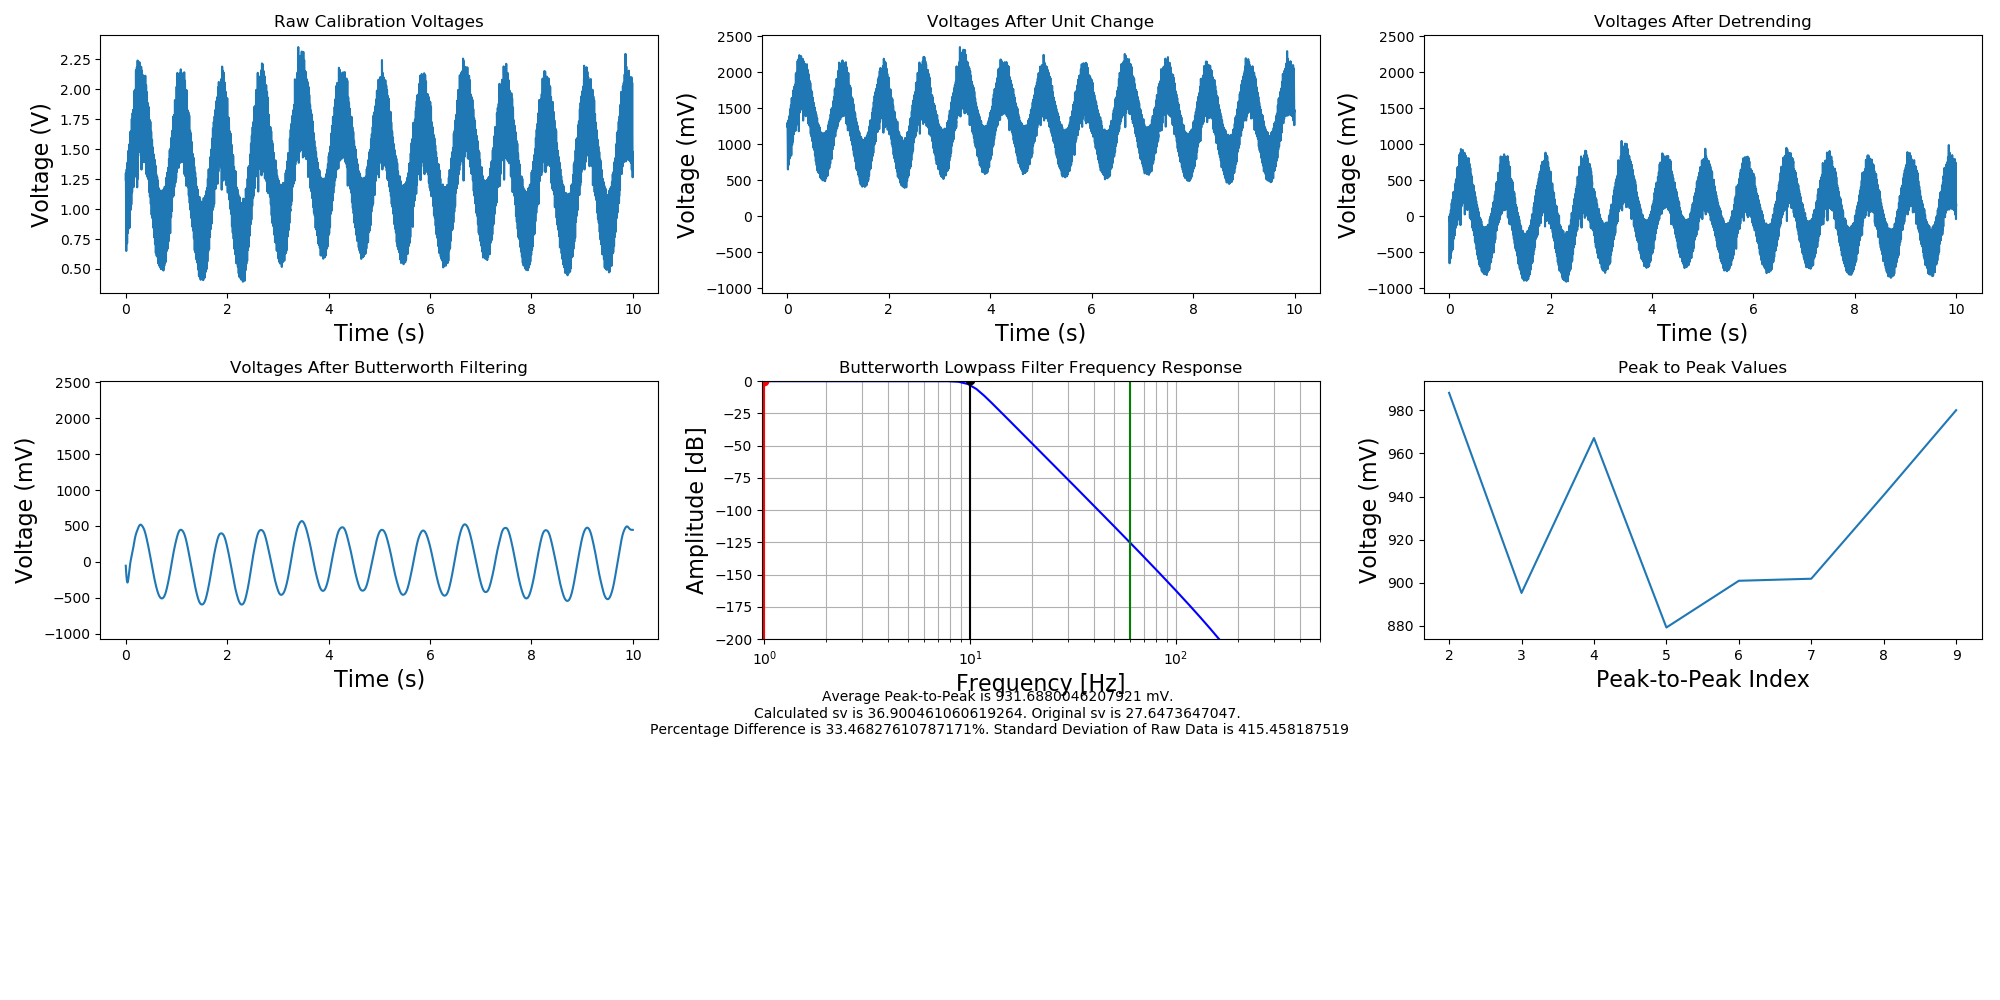 Raw Calibration Voltages
Voltage (V)
2.25
2.00
1.75
1.50
1.25
1.00
0.75
0.50
0 2 4 6 8 10
Time (s)
Voltages After Unit Change
Voltage (mV)
2500
2000
1500
1000
500
0
−500
−1000
0 2 4 6 8 10
Time (s)
Voltages After Detrending
Voltage (mV)
2500
2000
1500
1000
500
0
−500
−1000
0 2 4 6 8 10
Time (s)
Voltages After Butterworth Filtering
Voltage (mV)
2500
2000
1500
1000
500
0
−500
−1000
0 2 4 6 8 10
Time (s)
Butterworth Lowpass Filter Frequency Response
Amplitude [dB]
0
−25
−50
−75
−100
−125
−150
−175
−200
10⁰ 10¹ 10²
Frequency [Hz]
Peak to Peak Values
Voltage (mV)
980
960
940
920
900
880
2 3 4 5 6 7 8 9
Peak-to-Peak Index
Average Peak-to-Peak is 931.6880046207921 mV.
Calculated sv is 36.900461060619264. Original sv is 27.6473647047.
Percentage Difference is 33.46827610787171%. Standard Deviation of Raw Data is 415.458187519